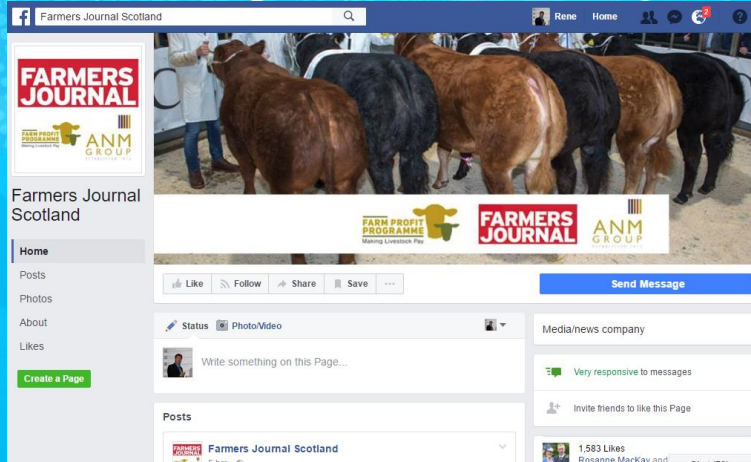 Farmers Journal Scotland
Rene Home 2
FARMERS
JOURNAL
FARM PROFIT
PROGRAMME
Making Livestock Pay
ANM
GROUP
Farmers Journal
Scotland
Home
Posts
Photos
About
Likes
Create a Page
FARM PROFIT
PROGRAMME
Making Livestock Pay
FARMERS
JOURNAL
ANM
GROUP
Like Follow Share Save ...
Send Message
Status Photo/Video
Write something on this Page...
Posts
FARMERS
JOURNAL
Farmers Journal Scotland
Media/news company
Very responsive to messages
Invite friends to like this Page
1,583 Likes
Rosanne MacKay and